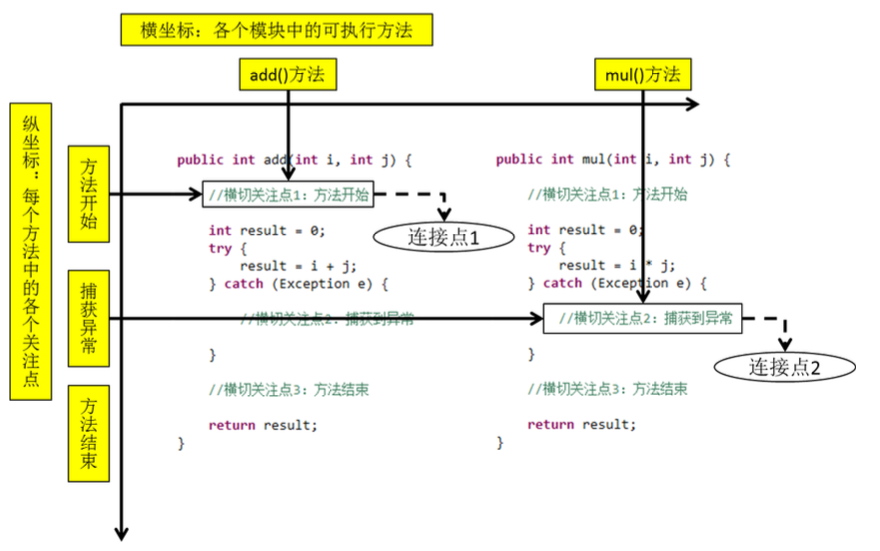 横坐标：各个模块中的可执行方法
add()方法
mul()方法
纵坐标：每个方法中的各个关注点
方法开始
捕获异常
方法结束
public int add(int i, int j) {
//横切关注点1：方法开始
int result = 0;
try {
result = i + j;
} catch (Exception e) {
//横切关注点2：捕获到异常
}
//横切关注点3：方法结束
return result;
}
连接点1
public int mul(int i, int j) {
//横切关注点1：方法开始
int result = 0;
try {
result = i * j;
} catch (Exception e) {
//横切关注点2：捕获到异常
}
//横切关注点3：方法结束
return result;
}
连接点2